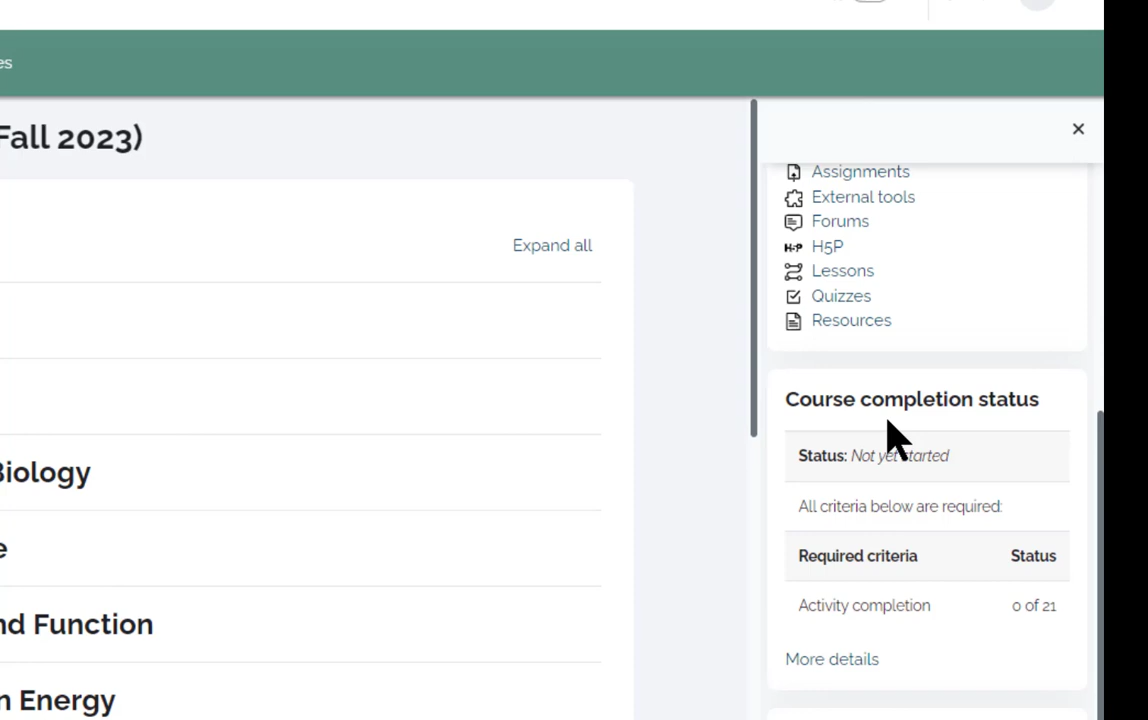 es
Fall 2023)
Expand all
Biology
e
nd Function
n Energy
Assignments
External tools
Forums
H5P H5P
Lessons
Quizzes
Resources
Course completion status
Status: Not yet started
All criteria below are required:
Required criteria Status
Activity completion 0 of 21
More details